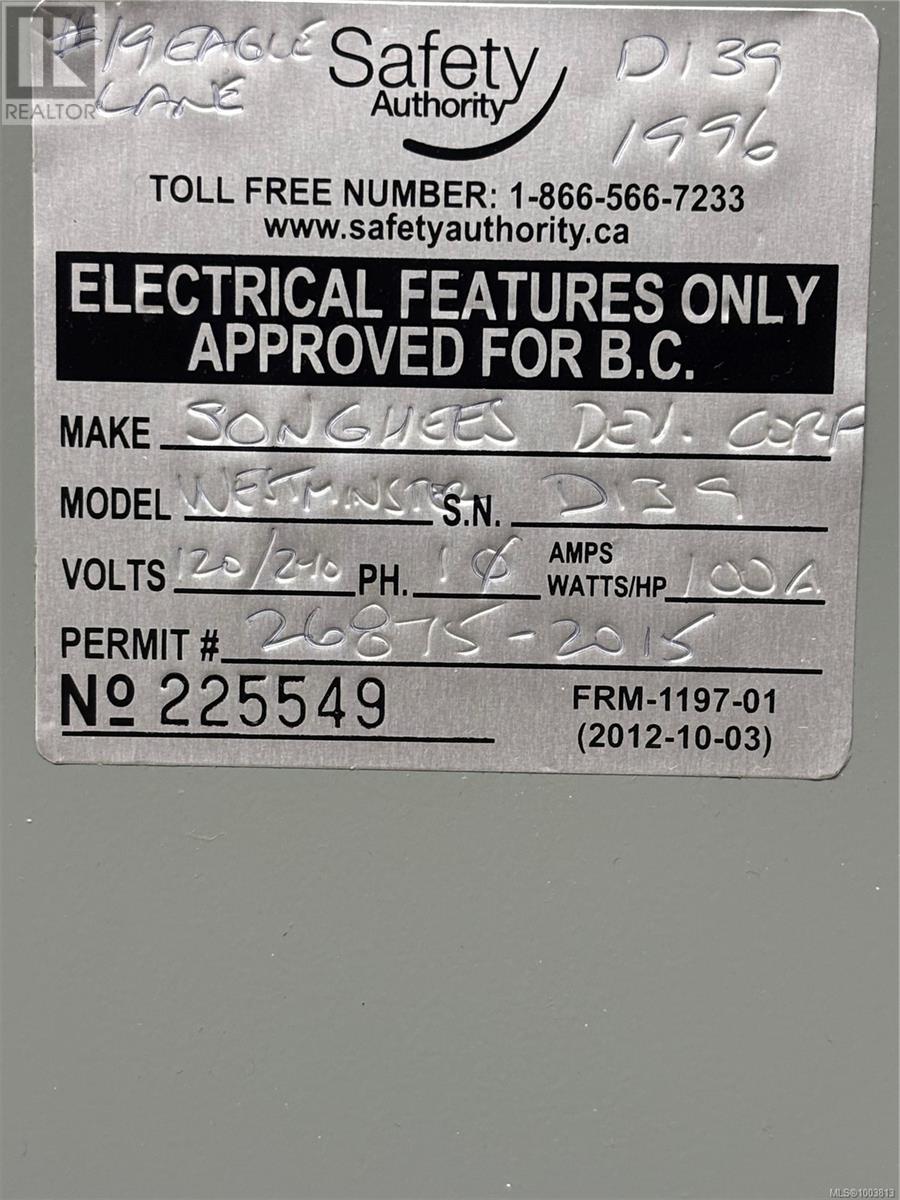 #19 EAGLE
LANE
REALTOR
Safety
Authority
D139
1996
TOLL FREE NUMBER: 1-866-566-7233
www.safetyauthority.ca
ELECTRICAL FEATURES ONLY
APPROVED FOR B.C.
MAKE SONGHEES DEV. CORP
MODEL WESTMINSTER S.N. D139
VOLTS 120/240 PH. 1ϕ AMPS
WATTS/HP 100A
PERMIT # 26875-2015
Nº 225549 FRM-1197-01
(2012-10-03)
MLS®1003813